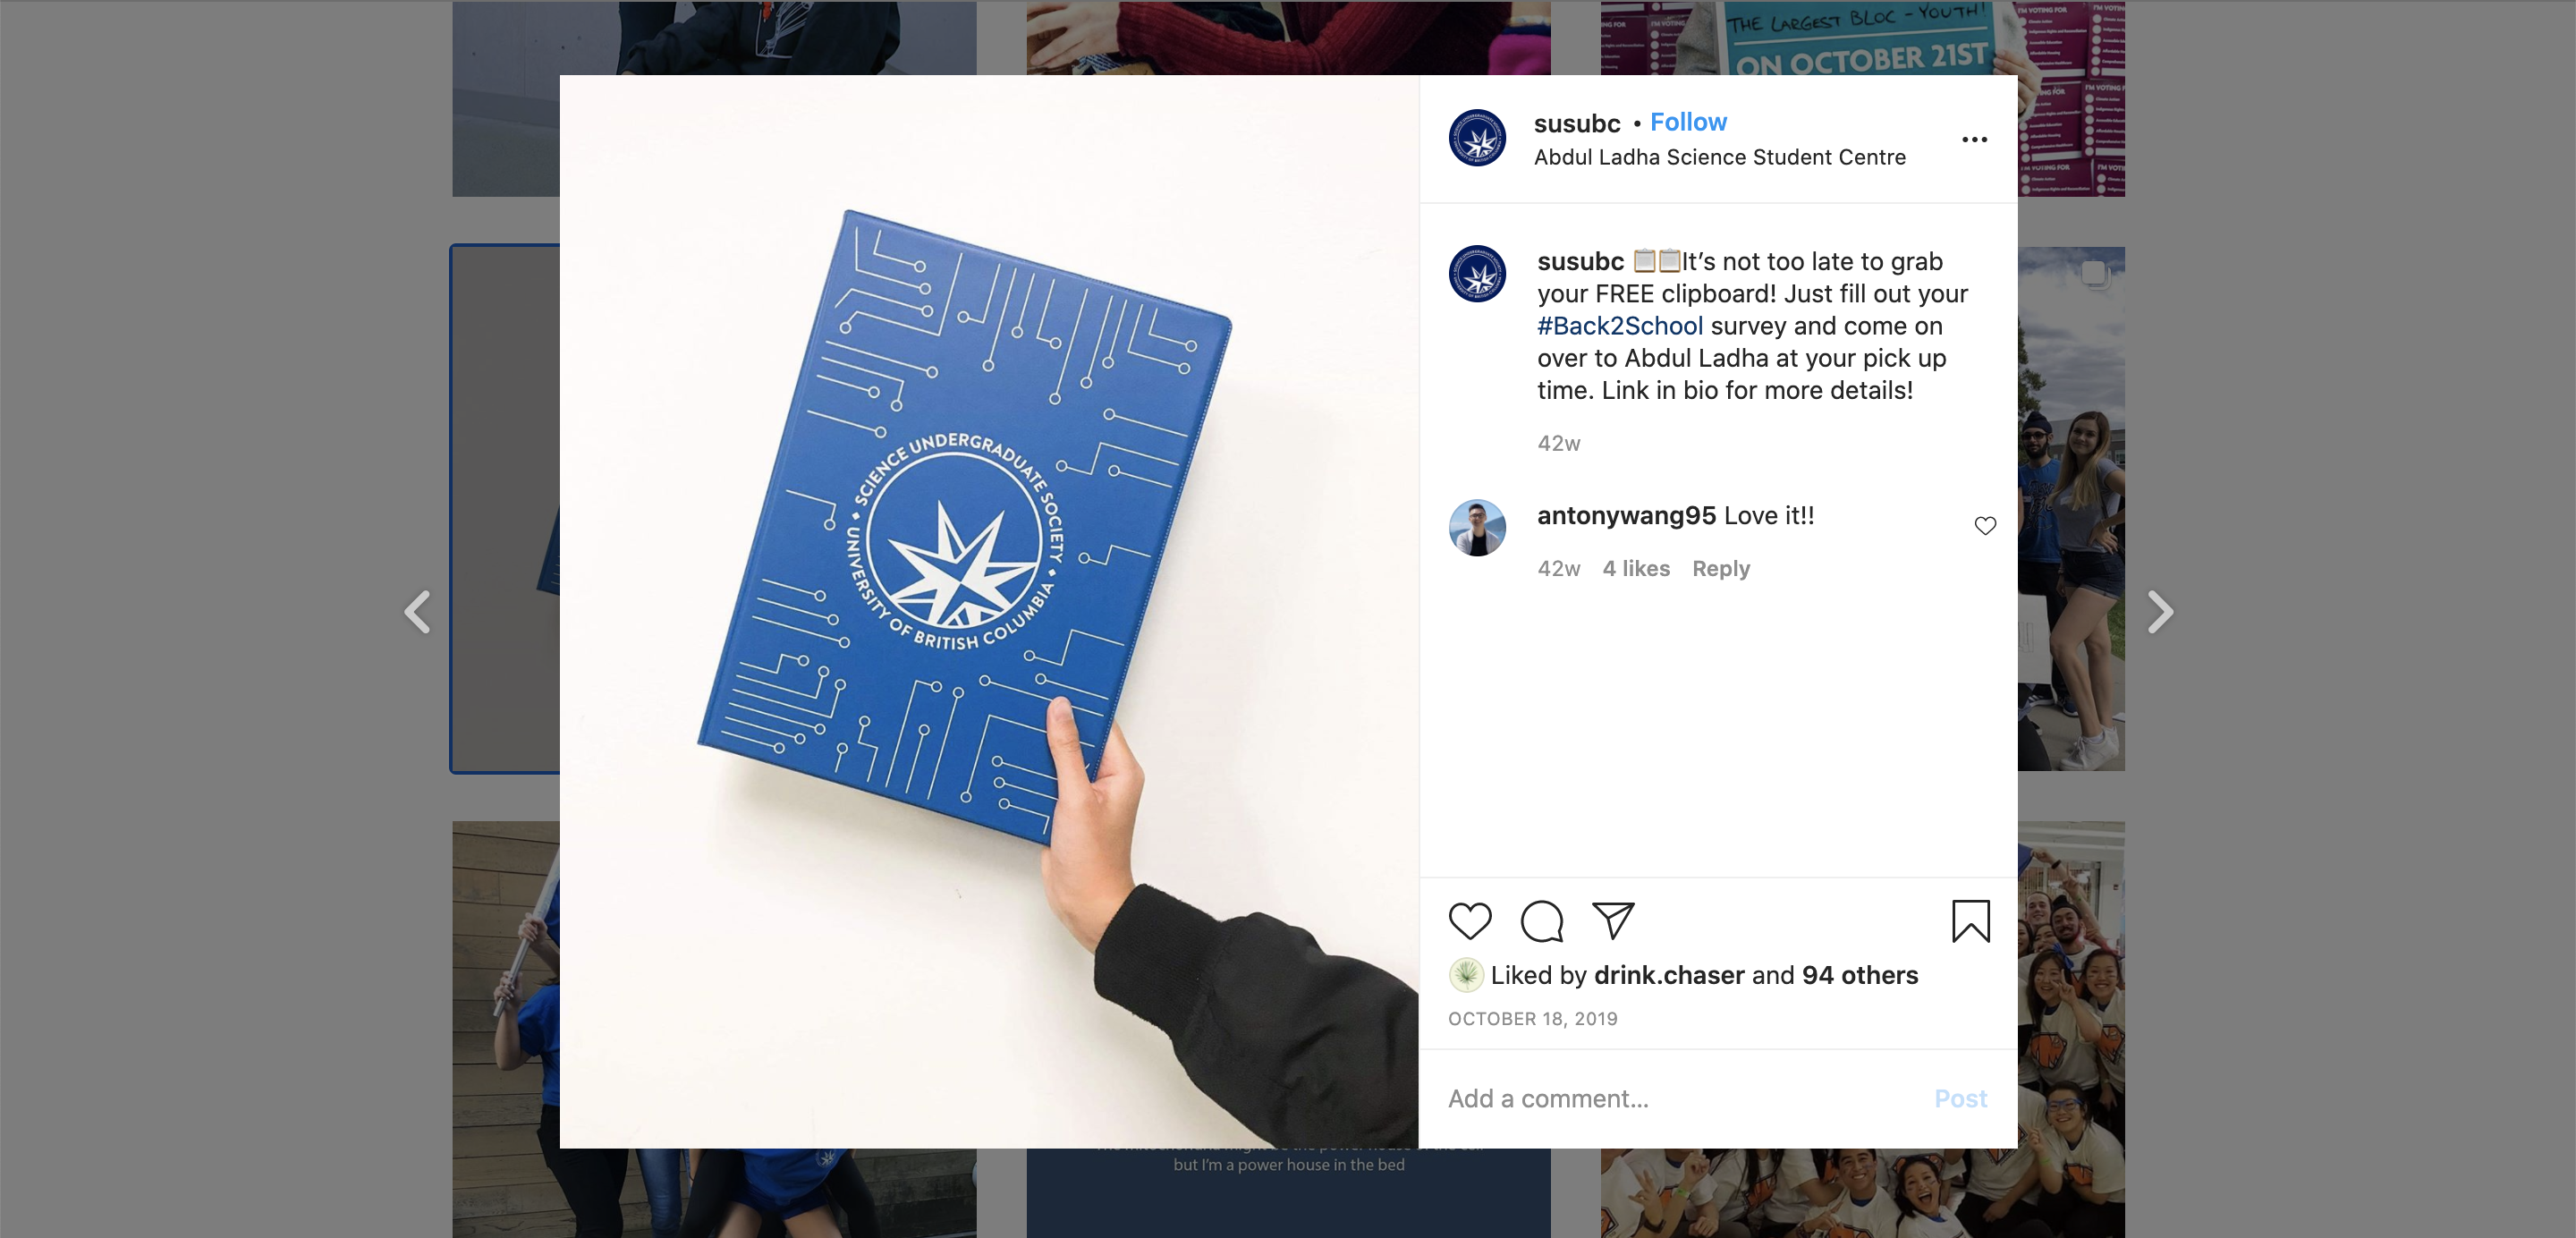 THE LARGEST BLOC - YOUTH!
ON OCTOBER 21ST
I'M VOTING FOR
SCIENCE UNDERGRADUATE SOCIETY
UNIVERSITY OF BRITISH COLUMBIA
susubc • Follow
Abdul Ladha Science Student Centre
susubc 📋📋It’s not too late to grab
your FREE clipboard! Just fill out your
#Back2School survey and come on
over to Abdul Ladha at your pick up
time. Link in bio for more details!
42w
antonywang95 Love it!!
42w 4 likes Reply
Liked by drink.chaser and 94 others
OCTOBER 18, 2019
Add a comment...
Post
but I'm a power house in the bed